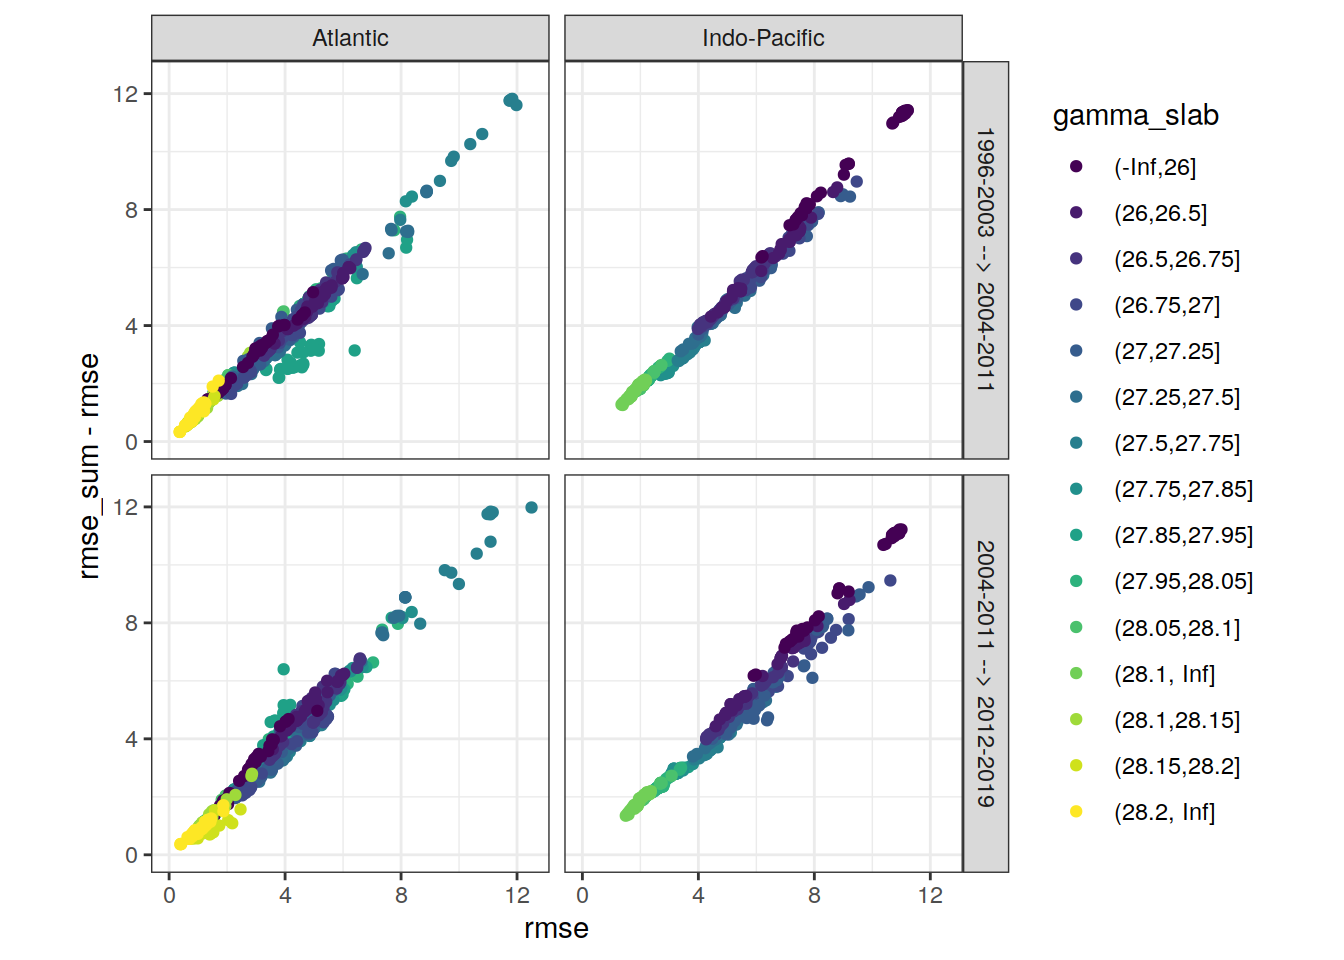 Atlantic
Indo-Pacific
12
8
4
0
1996-2003 --> 2004-2011
12
8
4
0
2004-2011 --> 2012-2019
0
4
8
12
0
4
8
12
rmse
rmse_sum - rmse
gamma_slab
(-Inf,26]
(26,26.5]
(26.5,26.75]
(26.75,27]
(27,27.25]
(27.25,27.5]
(27.5,27.75]
(27.75,27.85]
(27.85,27.95]
(27.95,28.05]
(28.05,28.1]
(28.1, Inf]
(28.1,28.15]
(28.15,28.2]
(28.2, Inf]